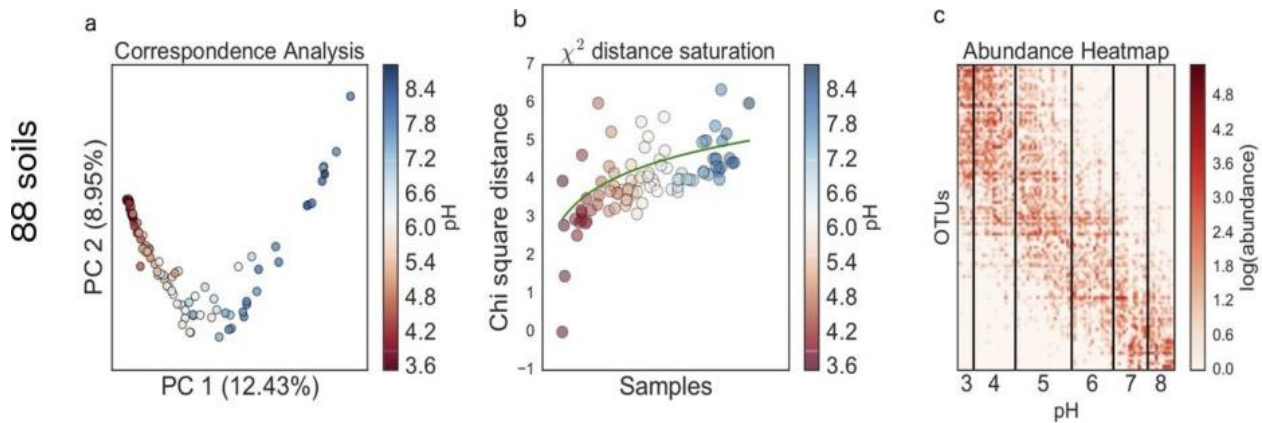 88 soils
a
Correspondence Analysis
PC 2 (8.95%)
PC 1 (12.43%)
8.4
7.8
7.2
6.6
6.0
5.4
4.8
4.2
3.6
pH
b
χ² distance saturation
Chi square distance
7
6
5
4
3
2
1
0
−1
Samples
8.4
7.8
7.2
6.6
6.0
5.4
4.8
4.2
3.6
pH
c
Abundance Heatmap
OTUs
3 4 5 6 7 8
pH
4.8
4.2
3.6
3.0
2.4
1.8
1.2
0.6
0.0
log(abundance)